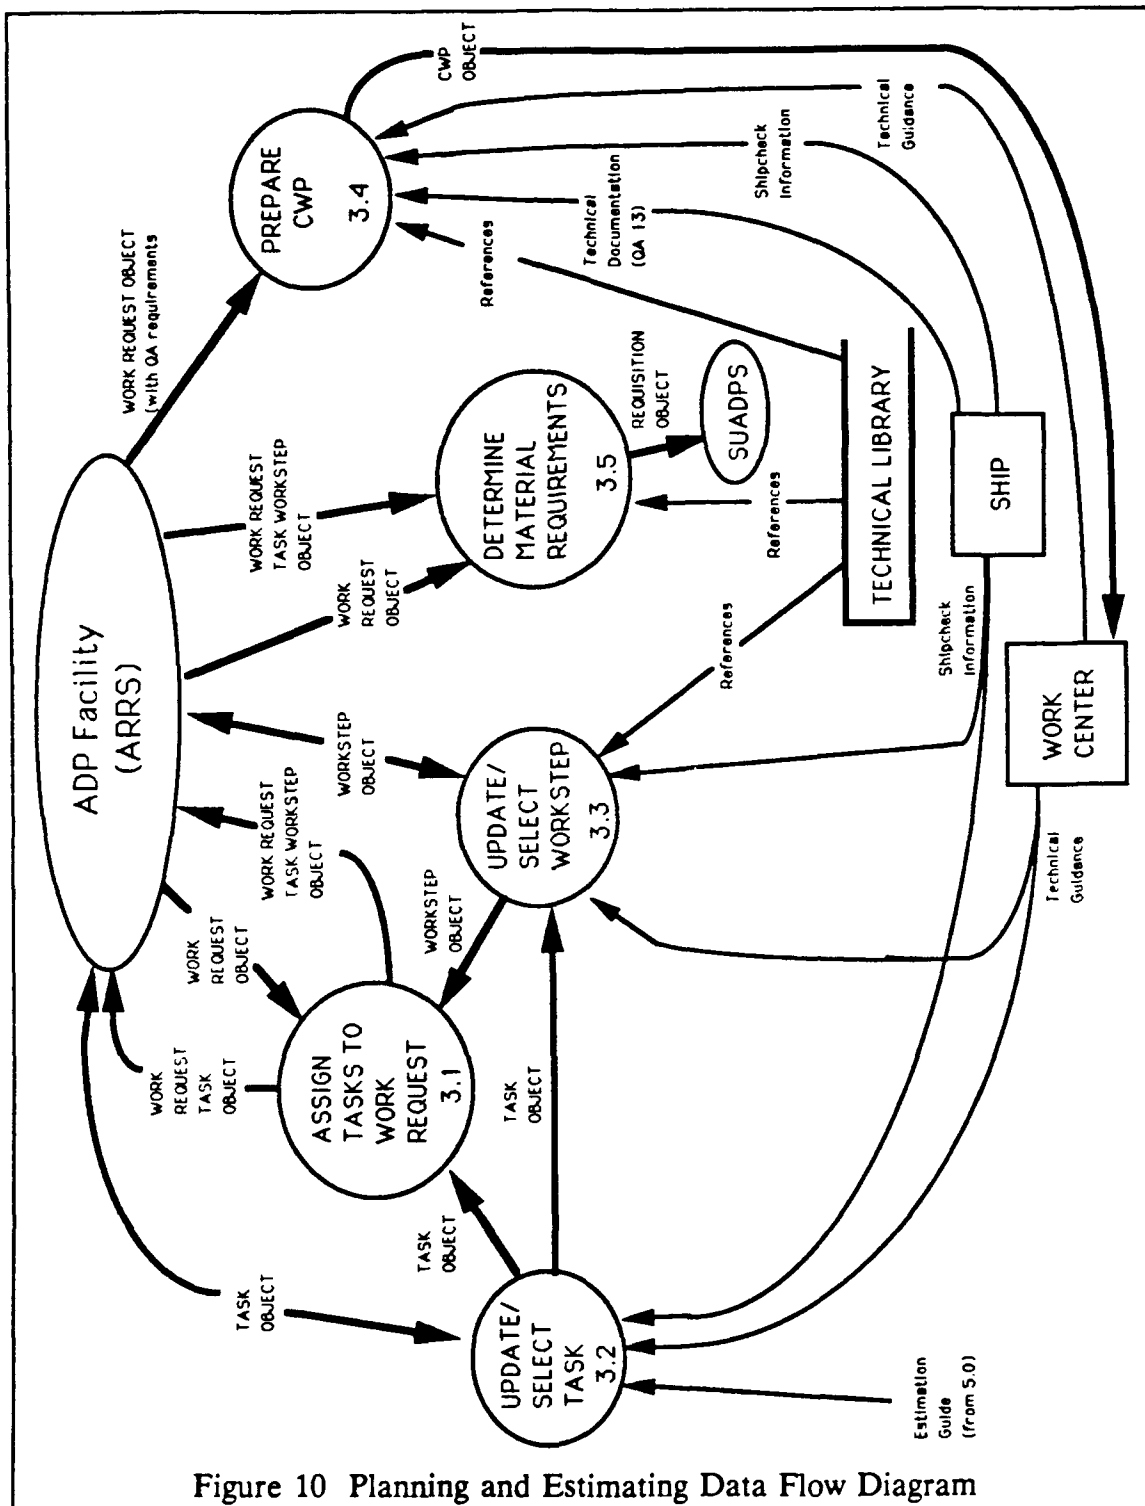 ADP Facility
(ARRS)
WORK REQUEST OBJECT
(with QA requirements
CWP
OBJECT
PREPARE
CWP
3.4
WORK REQUEST
TASK WORKSTEP
OBJECT
WORK
REQUEST
OBJECT
DETERMINE
MATERIAL
REQUIREMENTS
3.5
REQUISITION
OBJECT
SUADPS
References
Technical
Documentation
(QA 13)
Shipcheck
Information
Technical
Guidance
WORKSTEP
OBJECT
WORK REQUEST
TASK WORKSTEP
OBJECT
UPDATE/
SELECT
WORKSTEP
3.3
WORKSTEP
OBJECT
References
References
TECHNICAL LIBRARY
SHIP
Shipcheck
Information
WORK
CENTER
Technical
Guidance
WORK
REQUEST
OBJECT
WORK
REQUEST
TASK
OBJECT
ASSIGN
TASKS TO
WORK
REQUEST
3.1
TASK
OBJECT
TASK
OBJECT
TASK
OBJECT
UPDATE/
SELECT
TASK
3.2
Estimation
Guide
(from 5.0)
Figure 10 Planning and Estimating Data Flow Diagram